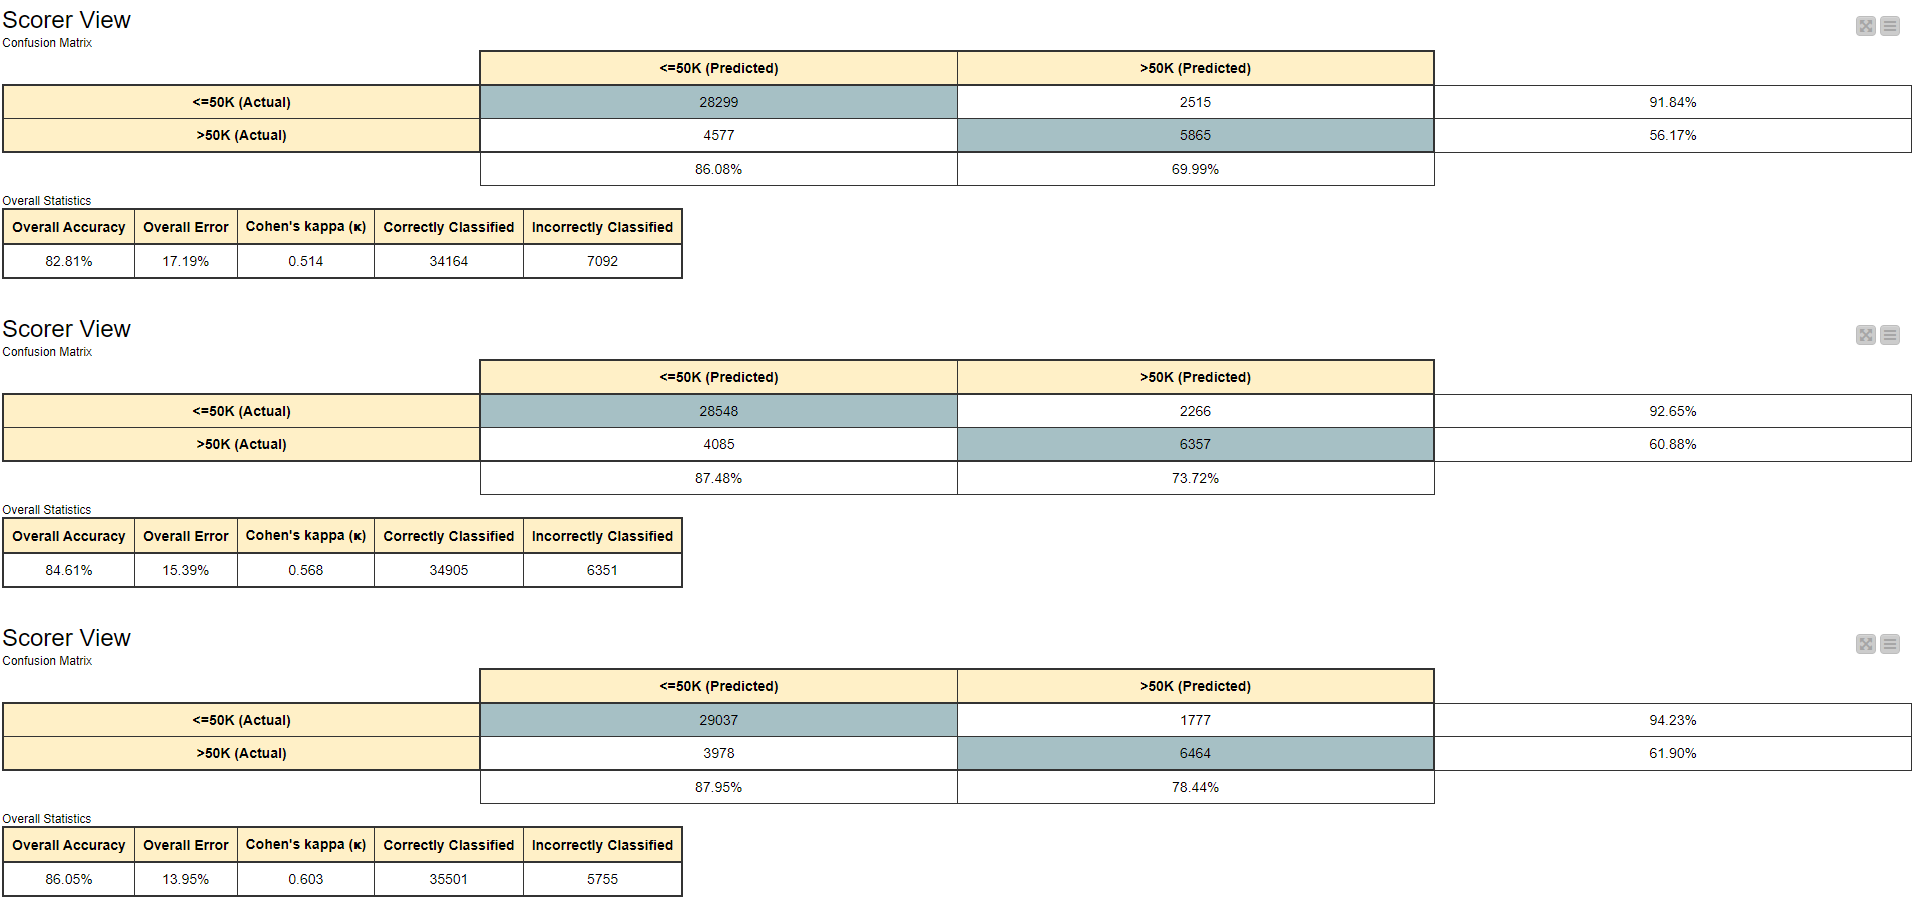 Scorer View
Confusion Matrix
<=50K (Predicted) >50K (Predicted)
<=50K (Actual) 28299 2515 91.84%
>50K (Actual) 4577 5865 56.17%
86.08% 69.99%
Overall Statistics
Overall Accuracy Overall Error Cohen's kappa (κ) Correctly Classified Incorrectly Classified
82.81% 17.19% 0.514 34164 7092
Scorer View
Confusion Matrix
<=50K (Predicted) >50K (Predicted)
<=50K (Actual) 28548 2266 92.65%
>50K (Actual) 4085 6357 60.88%
87.48% 73.72%
Overall Statistics
Overall Accuracy Overall Error Cohen's kappa (κ) Correctly Classified Incorrectly Classified
84.61% 15.39% 0.568 34905 6351
Scorer View
Confusion Matrix
<=50K (Predicted) >50K (Predicted)
<=50K (Actual) 29037 1777 94.23%
>50K (Actual) 3978 6464 61.90%
87.95% 78.44%
Overall Statistics
Overall Accuracy Overall Error Cohen's kappa (κ) Correctly Classified Incorrectly Classified
86.05% 13.95% 0.603 35501 5755